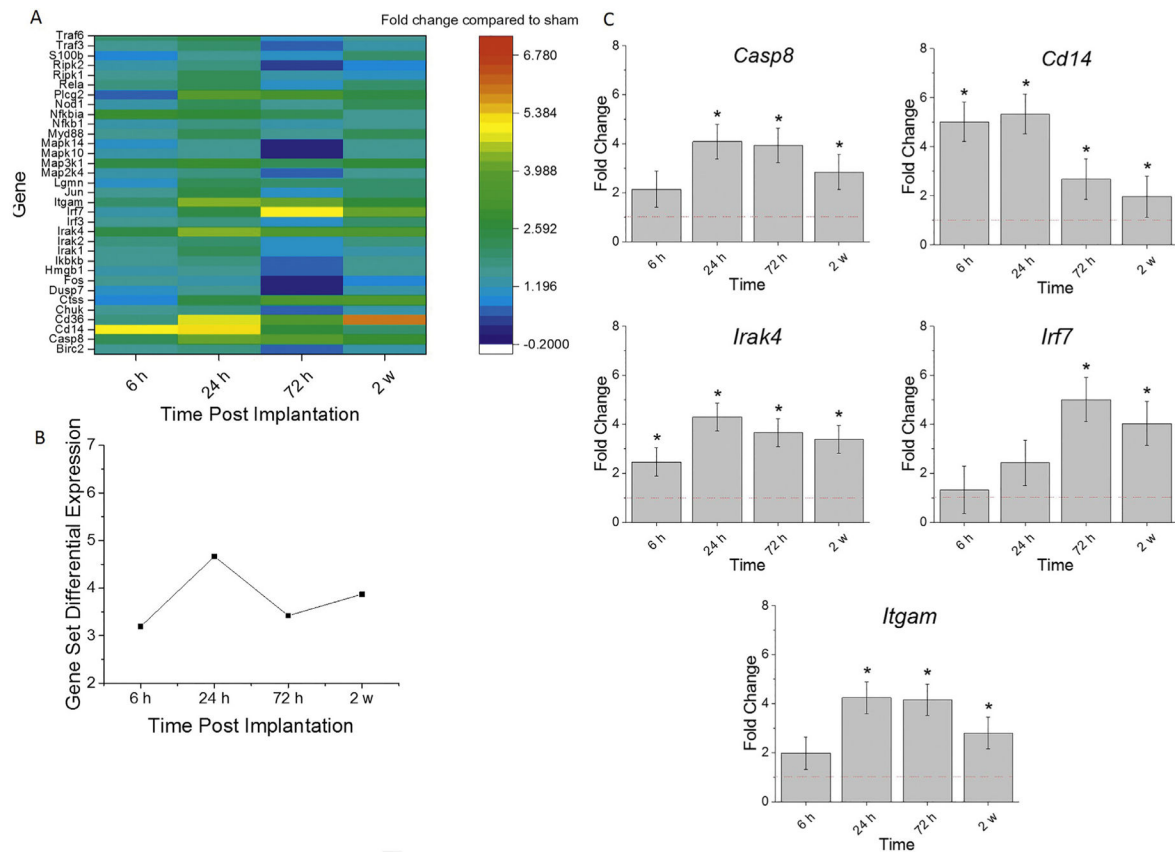 A
Fold change compared to sham
Traf6
Traf3
S100b
Ripk2
Ripk1
Rela
Plcg2
Nod1
Nfkbia
Nfkb1
Myd88
Mapk14
Mapk10
Map3k1
Map2k4
Lgmn
Jun
Itgam
Irf7
Irf3
Irak4
Irak2
Irak1
Ikbkb
Hmgb1
Fos
Dusp7
Ctss
Chuk
Cd36
Cd14
Casp8
Birc2
Gene
6 h
24 h
72 h
2 w
Time Post Implantation
6.780
5.384
3.988
2.592
1.196
-0.2000
B
Gene Set Differential Expression
7
6
5
4
3
2
6 h
24 h
72 h
2 w
Time Post Implantation
C
Casp8
Fold Change
8
6
4
2
0
*
*
*
6 h
24 h
72 h
2 w
Time
Cd14
Fold Change
8
6
4
2
0
*
*
*
*
6 h
24 h
72 h
2 w
Time
Irak4
Fold Change
8
6
4
2
0
*
*
*
*
6 h
24 h
72 h
2 w
Time
Irf7
Fold Change
8
6
4
2
0
*
*
6 h
24 h
72 h
2 w
Time
Itgam
Fold Change
8
6
4
2
0
*
*
*
6 h
24 h
72 h
2 w
Time